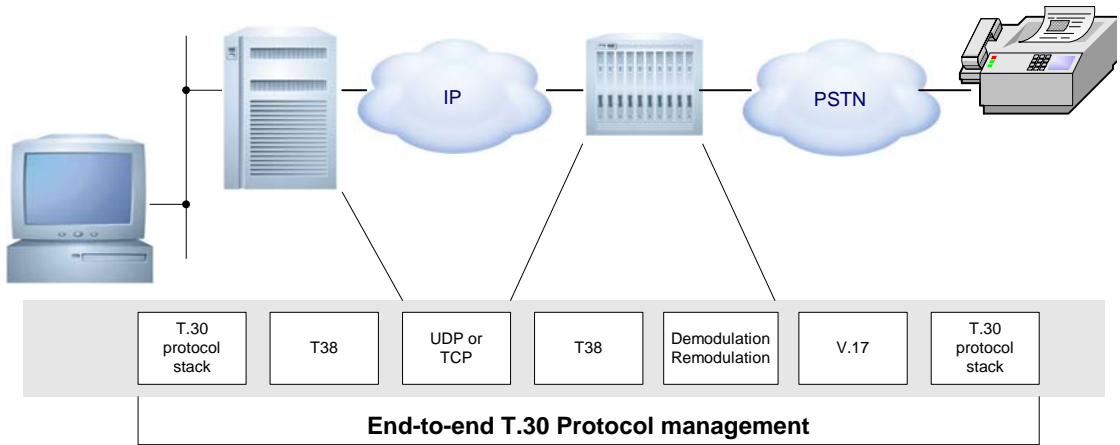 IP
PSTN
T.30
protocol
stack
T38
UDP or
TCP
T38
Demodulation
Remodulation
V.17
T.30
protocol
stack
End-to-end T.30 Protocol management